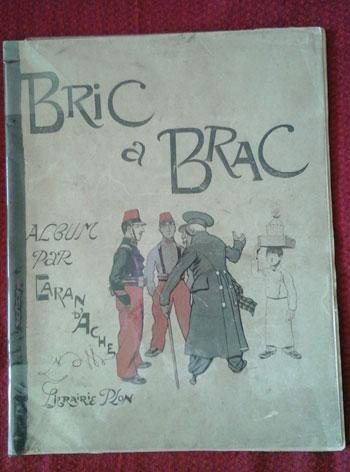 BRiC
a BRAC
ALBUM
PAR
CARAN
D'ACHE
LIBRAIRIE PLON